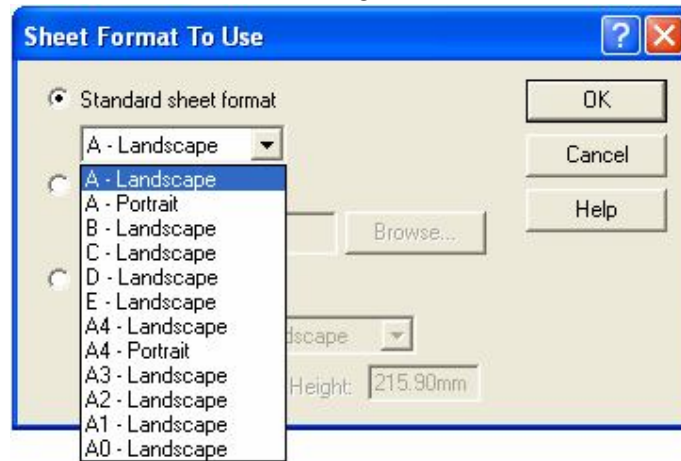 Sheet Format To Use
Standard sheet format
OK
A - Landscape
Cancel
A - Landscape
A - Portrait
Help
B - Landscape
Browse...
C - Landscape
D - Landscape
E - Landscape
A4 - Landscape
A4 - Portrait
A3 - Landscape
Height: 215.90mm
A2 - Landscape
A1 - Landscape
A0 - Landscape